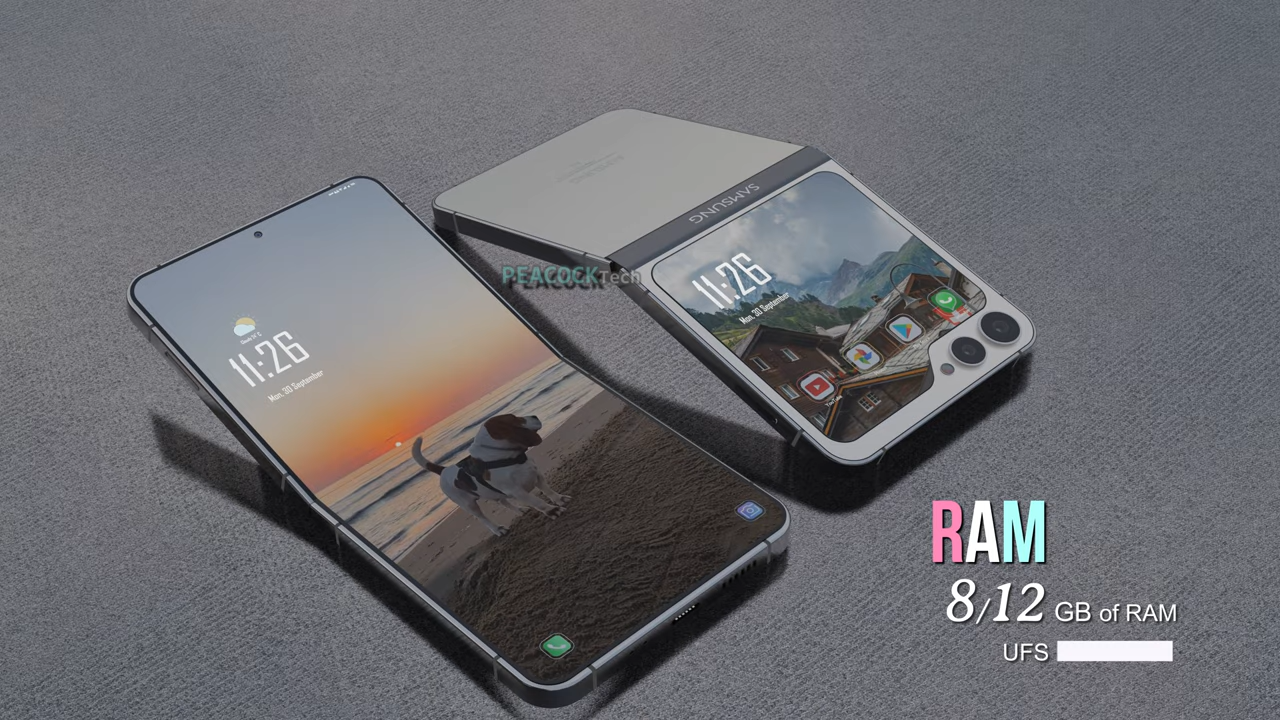 SAMSUNG
11:26
Mon, 30 September
YouTube
PEACOCKTech
11:26
Mon, 30 September
RAM
8/12 GB of RAM
UFS